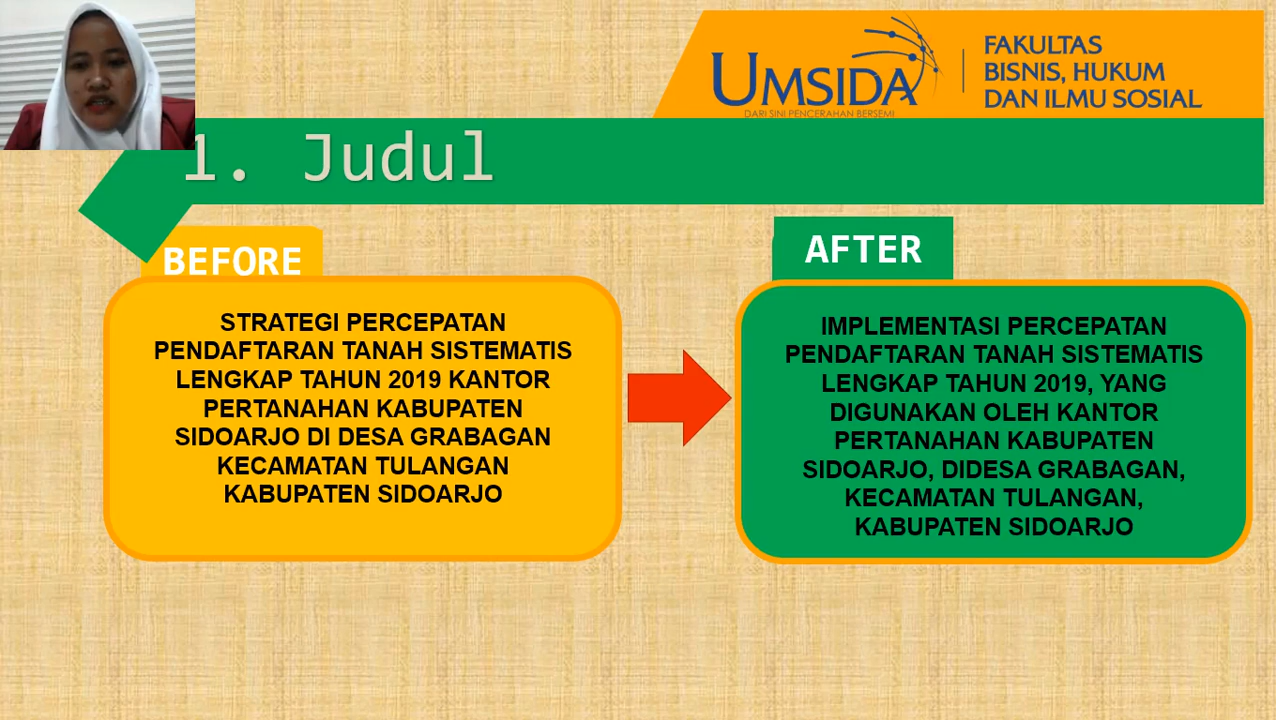 UMSIDA
DARI SINI PENCERAHAN BERSEMI
FAKULTAS
BISNIS, HUKUM
DAN ILMU SOSIAL
1. Judul
BEFORE
STRATEGI PERCEPATAN
PENDAFTARAN TANAH SISTEMATIS
LENGKAP TAHUN 2019 KANTOR
PERTANAHAN KABUPATEN
SIDOARJO DI DESA GRABAGAN
KECAMATAN TULANGAN
KABUPATEN SIDOARJO
AFTER
IMPLEMENTASI PERCEPATAN
PENDAFTARAN TANAH SISTEMATIS
LENGKAP TAHUN 2019, YANG
DIGUNAKAN OLEH KANTOR
PERTANAHAN KABUPATEN
SIDOARJO, DIDESA GRABAGAN,
KECAMATAN TULANGAN,
KABUPATEN SIDOARJO